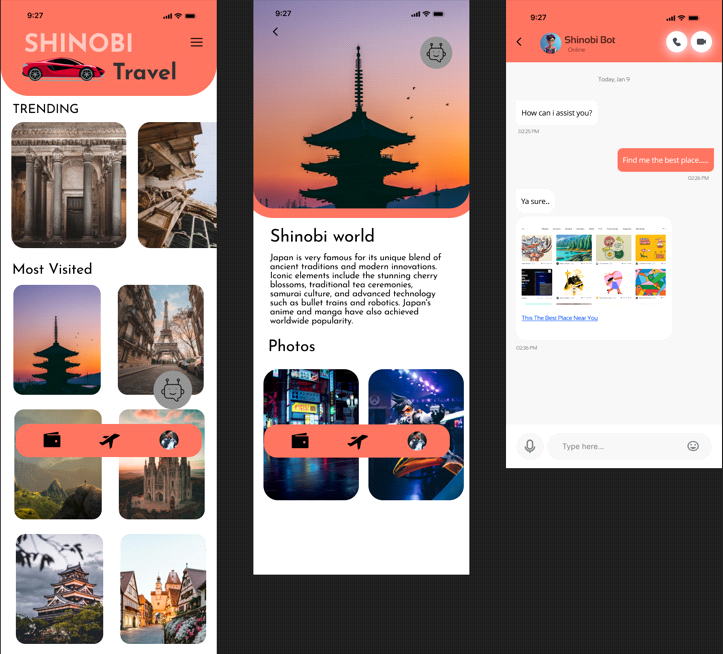 9:27
SHINOBI
Travel
TRENDING
Most Visited
9:27
Shinobi world
Japan is very famous for its unique blend of
ancient traditions and modern innovations.
Iconic elements include the stunning cherry
blossoms, traditional tea ceremonies,
samurai culture, and advanced technology
such as bullet trains and robotics. Japan's
anime and manga have also achieved
worldwide popularity.
Photos
9:27
Shinobi Bot
Online
Today, Jan 9
How can i assist you?
02:25 PM
Find me the best place......
02:26 PM
Ya sure..
This The Best Place Near You
02:36 PM
Type here...